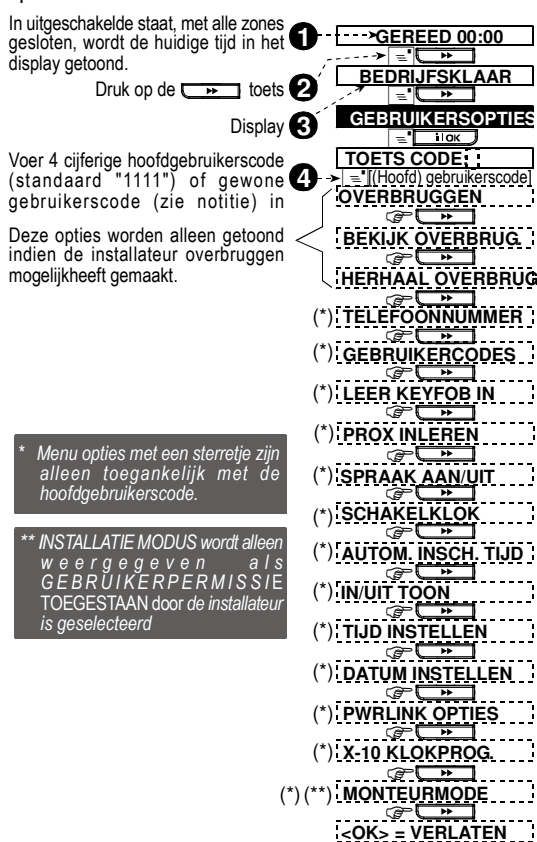 In uitgeschakelde staat, met alle zones
gesloten, wordt de huidige tijd in het
display getoond.
1
GEREED 00:00
Druk op de toets
2
BEDRIJFSKLAAR
Display
3
GEBRUIKERSOPTIES
i I OK
Voer 4 cijferige hoofdgebruikerscode
(standaard "1111") of gewone
gebruikerscode (zie notitie) in
4
TOETS CODE:
[(Hoofd) gebruikerscode]
Deze opties worden alleen getoond
indien de installateur overbruggen
mogelijkheeft gemaakt.
OVERBRUGGEN
BEKIJK OVERBRUG.
HERHAAL OVERBRUG
(*) TELEFOONNUMMER
(*) GEBRUIKERCODES
(*) LEER KEYFOB IN
(*) PROX INLEREN
* Menu opties met een sterretje zijn
alleen toegankelijk met de
hoofdgebruikerscode.
(*) SPRAAK AAN/UIT
(*) SCHAKELKLOK
** INSTALLATIE MODUS wordt alleen
weergegeven als
GEBRUIKERPERMISSIE
TOEGESTAAN door de installateur
is geselecteerd
(*) AUTOM. INSCH. TIJD
(*) IN/UIT TOON
(*) TIJD INSTELLEN
(*) DATUM INSTELLEN
(*) PWRLINK OPTIES
(*) X-10 KLOKPROG.
(*) (**) MONTEURMODE
<OK> = VERLATEN